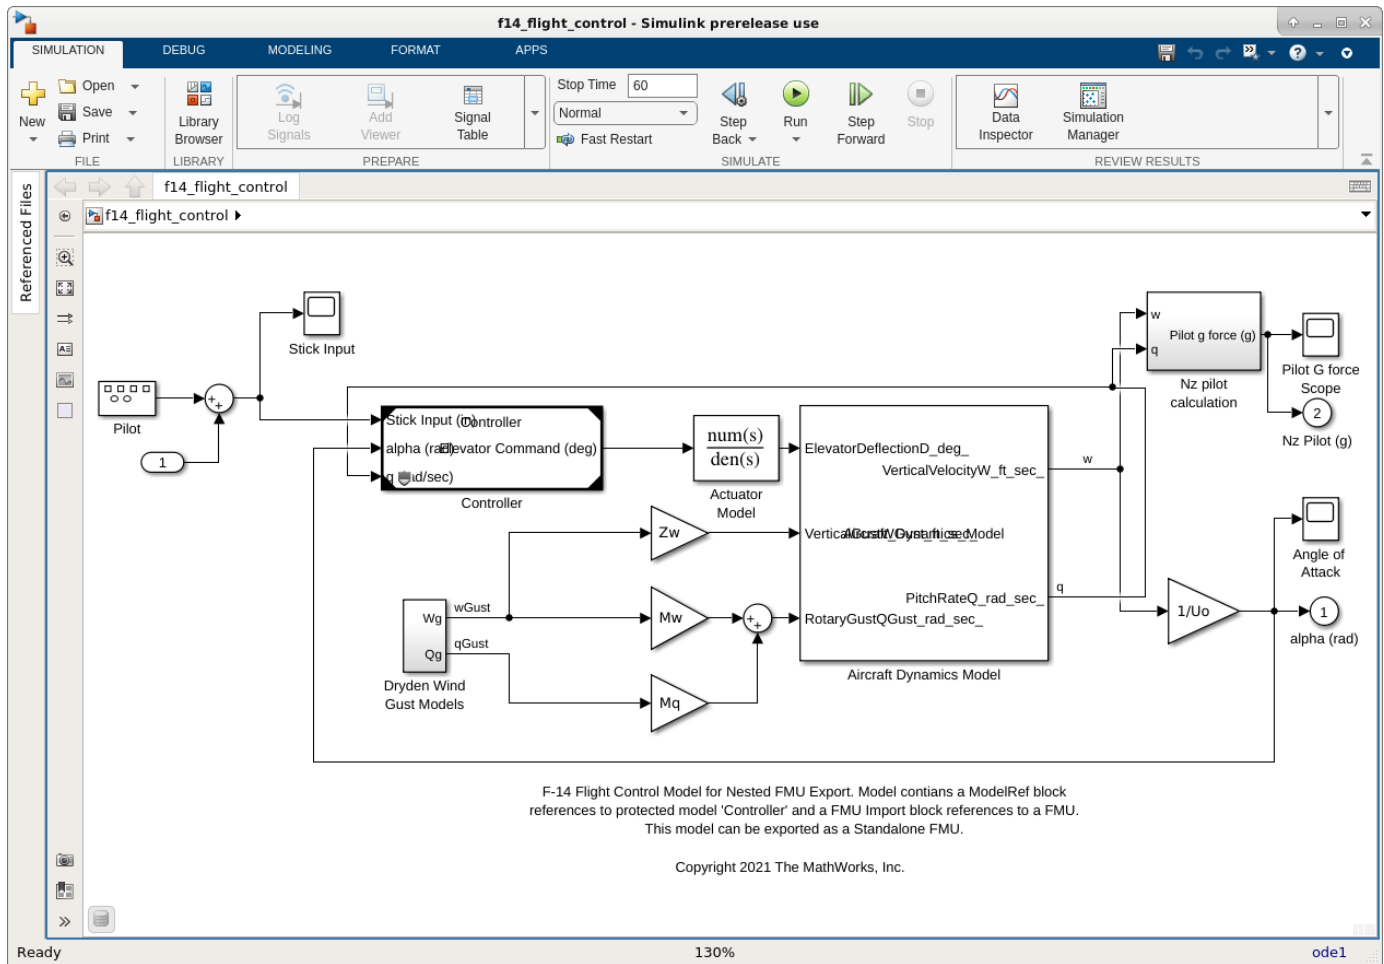 f14_flight_control - Simulink prerelease use
SIMULATION DEBUG MODELING FORMAT APPS
New
Open
Save
Print
FILE
Library
Browser
LIBRARY
Log
Signals
Add
Viewer
Signal
Table
PREPARE
Stop Time 60
Normal
Fast Restart
Step
Back
Run
Step
Forward
Stop
SIMULATE
Data
Inspector
Simulation
Manager
REVIEW RESULTS
Referenced Files
f14_flight_control
f14_flight_control
Stick Input
Pilot
1
Stick Input (in)
Controller
alpha (rad)
Elevator Command (deg)
q
ad/sec)
Controller
num(s)
den(s)
Actuator
Model
ElevatorDeflectionD_deg_
VerticalVelocityW_ft_sec_
VerticalGustWGust_ft_sec_
Aircraft Dynamics Model
PitchRateQ_rad_sec_
RotaryGustQGust_rad_sec_
Aircraft Dynamics Model
Zw
Mw
Mq
wGust
Wg
qGust
Qg
Dryden Wind
Gust Models
w
q
w
Pilot g force (g)
q
Nz pilot
calculation
Pilot G force
Scope
2
Nz Pilot (g)
Angle of
Attack
1/Uo
1
alpha (rad)
F-14 Flight Control Model for Nested FMU Export. Model contians a ModelRef block
references to protected model 'Controller' and a FMU Import block references to a FMU.
This model can be exported as a Standalone FMU.
Copyright 2021 The MathWorks, Inc.
Ready 130% ode1